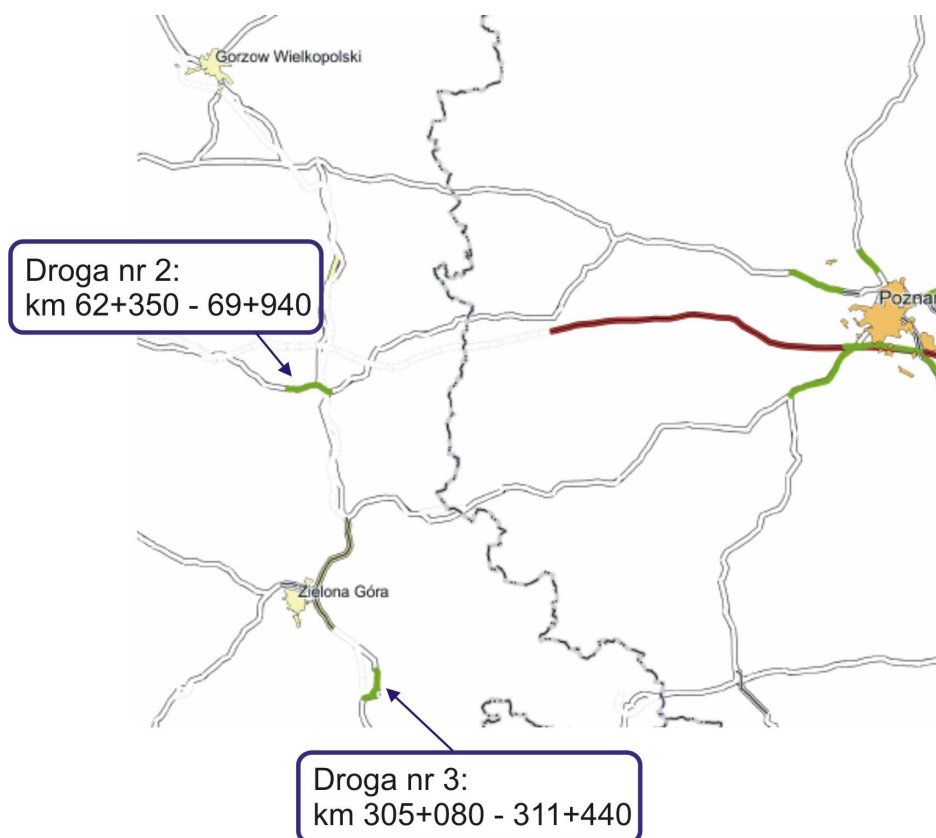 Gorzow Wielkopolski
Droga nr 2:
km 62+350 - 69+940
Poznań
Zielona Góra
Droga nr 3:
km 305+080 - 311+440